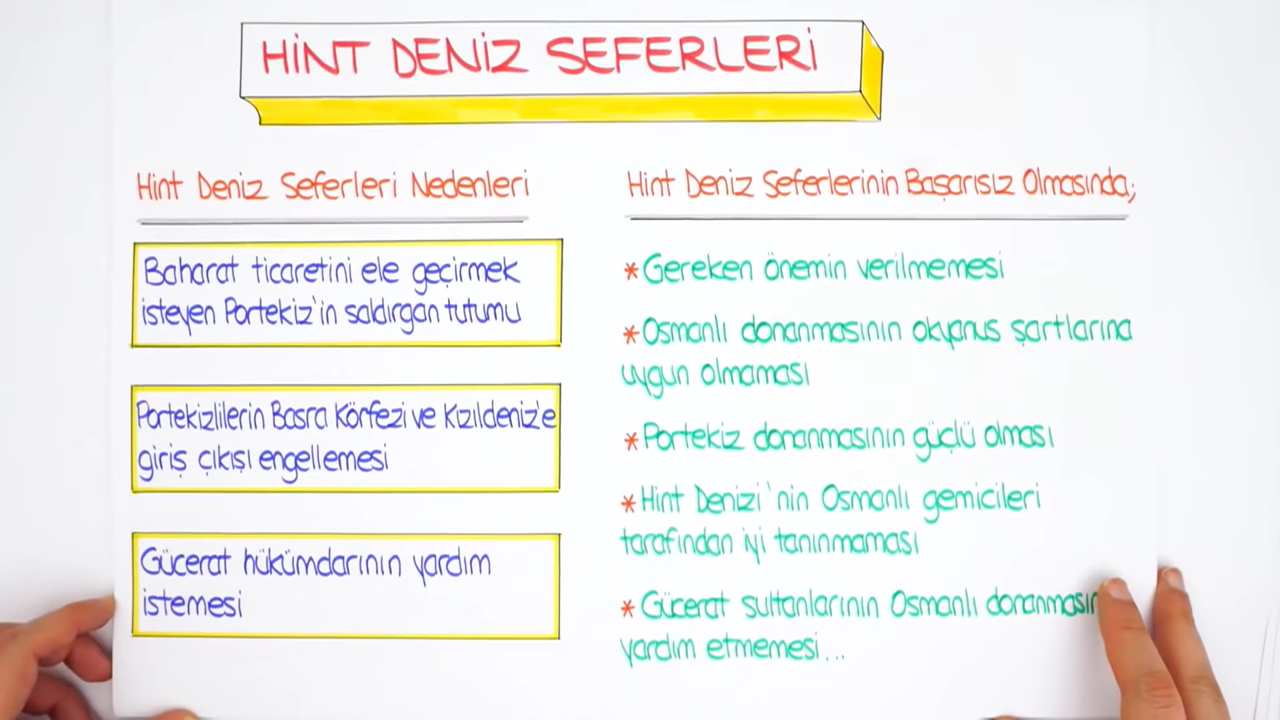 HİNT DENİZ SEFERLERİ
Hint Deniz Seferleri Nedenleri
Baharat ticaretini ele geçirmek
isteyen Portekiz'in saldırgan tutumu
Portekizlilerin Basra Körfezi ve Kızıldeniz'e
giriş çıkışı engellemesi
Gücerat hükümdarının yardım
istemesi
Hint Deniz Seferlerinin Başarısız Olmasında;
*Gereken önemin verilmemesi
*Osmanlı donanmasının okyanus şartlarına
uygun olmaması
*Portekiz donanmasının güçlü olması
*Hint Denizi'nin Osmanlı gemicileri
tarafından iyi tanınmaması
*Gücerat sultanlarının Osmanlı
yardım etmemesi...